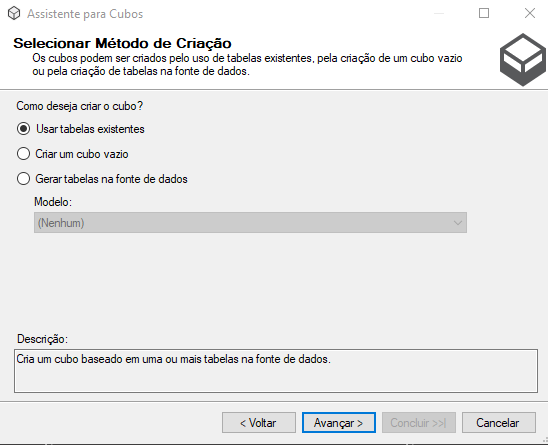 Assistente para Cubos
Selecionar Método de Criação
Os cubos podem ser criados pelo uso de tabelas existentes, pela criação de um cubo vazio
ou pela criação de tabelas na fonte de dados.
Como deseja criar o cubo?
Usar tabelas existentes
Criar um cubo vazio
Gerar tabelas na fonte de dados
Modelo:
(Nenhum)
Descrição:
Cria um cubo baseado em uma ou mais tabelas na fonte de dados.
< Voltar
Avançar >
Concluir >>|
Cancelar